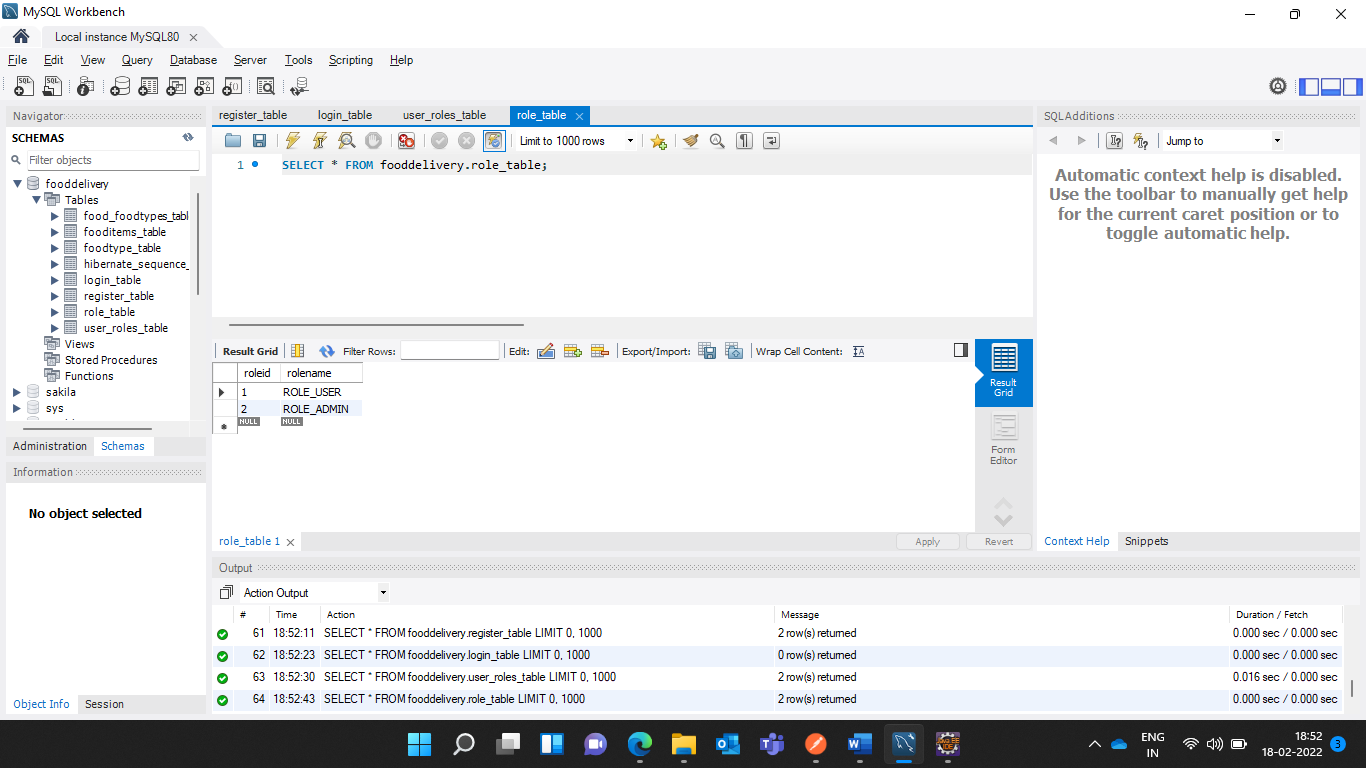 MySQL Workbench
Local instance MySQL80
File Edit View Query Database Server Tools Scripting Help
Navigator
SCHEMAS
Filter objects
fooddelivery
Tables
food_foodtypes_tabl
fooditems_table
foodtype_table
hibernate_sequence_
login_table
register_table
role_table
user_roles_table
Views
Stored Procedures
Functions
sakila
sys
Administration Schemas
Information
No object selected
Object Info Session
register_table login_table user_roles_table role_table
Limit to 1000 rows
1 SELECT * FROM fooddelivery.role_table;
Result Grid Filter Rows: Edit: Export/Import: Wrap Cell Content:
roleid rolename
1 ROLE_USER
2 ROLE_ADMIN
NULL NULL
Result
Grid
Form
Editor
role_table 1
Apply Revert
SQLAdditions
Jump to
Automatic context help is disabled.
Use the toolbar to manually get help
for the current caret position or to
toggle automatic help.
Context Help Snippets
Output
Action Output
# Time Action Message Duration / Fetch
61 18:52:11 SELECT * FROM fooddelivery.register_table LIMIT 0, 1000 2 row(s) returned 0.000 sec / 0.000 sec
62 18:52:23 SELECT * FROM fooddelivery.login_table LIMIT 0, 1000 0 row(s) returned 0.000 sec / 0.000 sec
63 18:52:30 SELECT * FROM fooddelivery.user_roles_table LIMIT 0, 1000 2 row(s) returned 0.016 sec / 0.000 sec
64 18:52:43 SELECT * FROM fooddelivery.role_table LIMIT 0, 1000 2 row(s) returned 0.000 sec / 0.000 sec
ENG
IN
18:52
18-02-2022
3